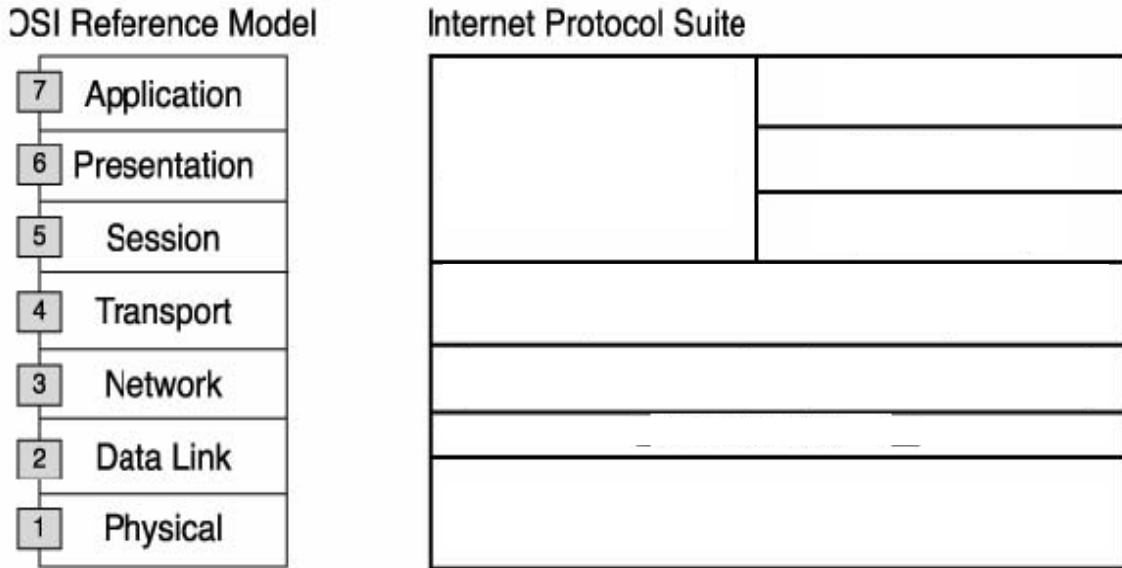 OSI Reference Model
Internet Protocol Suite
7 Application
6 Presentation
5 Session
4 Transport
3 Network
2 Data Link
1 Physical